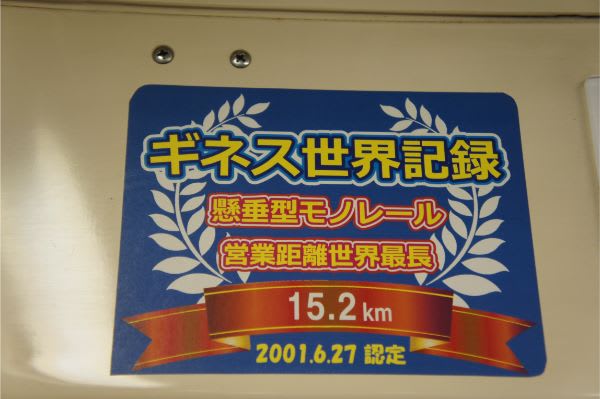 ギネス世界記録
懸垂型モノレール
営業距離世界最長
15.2km
2001.6.27 認定